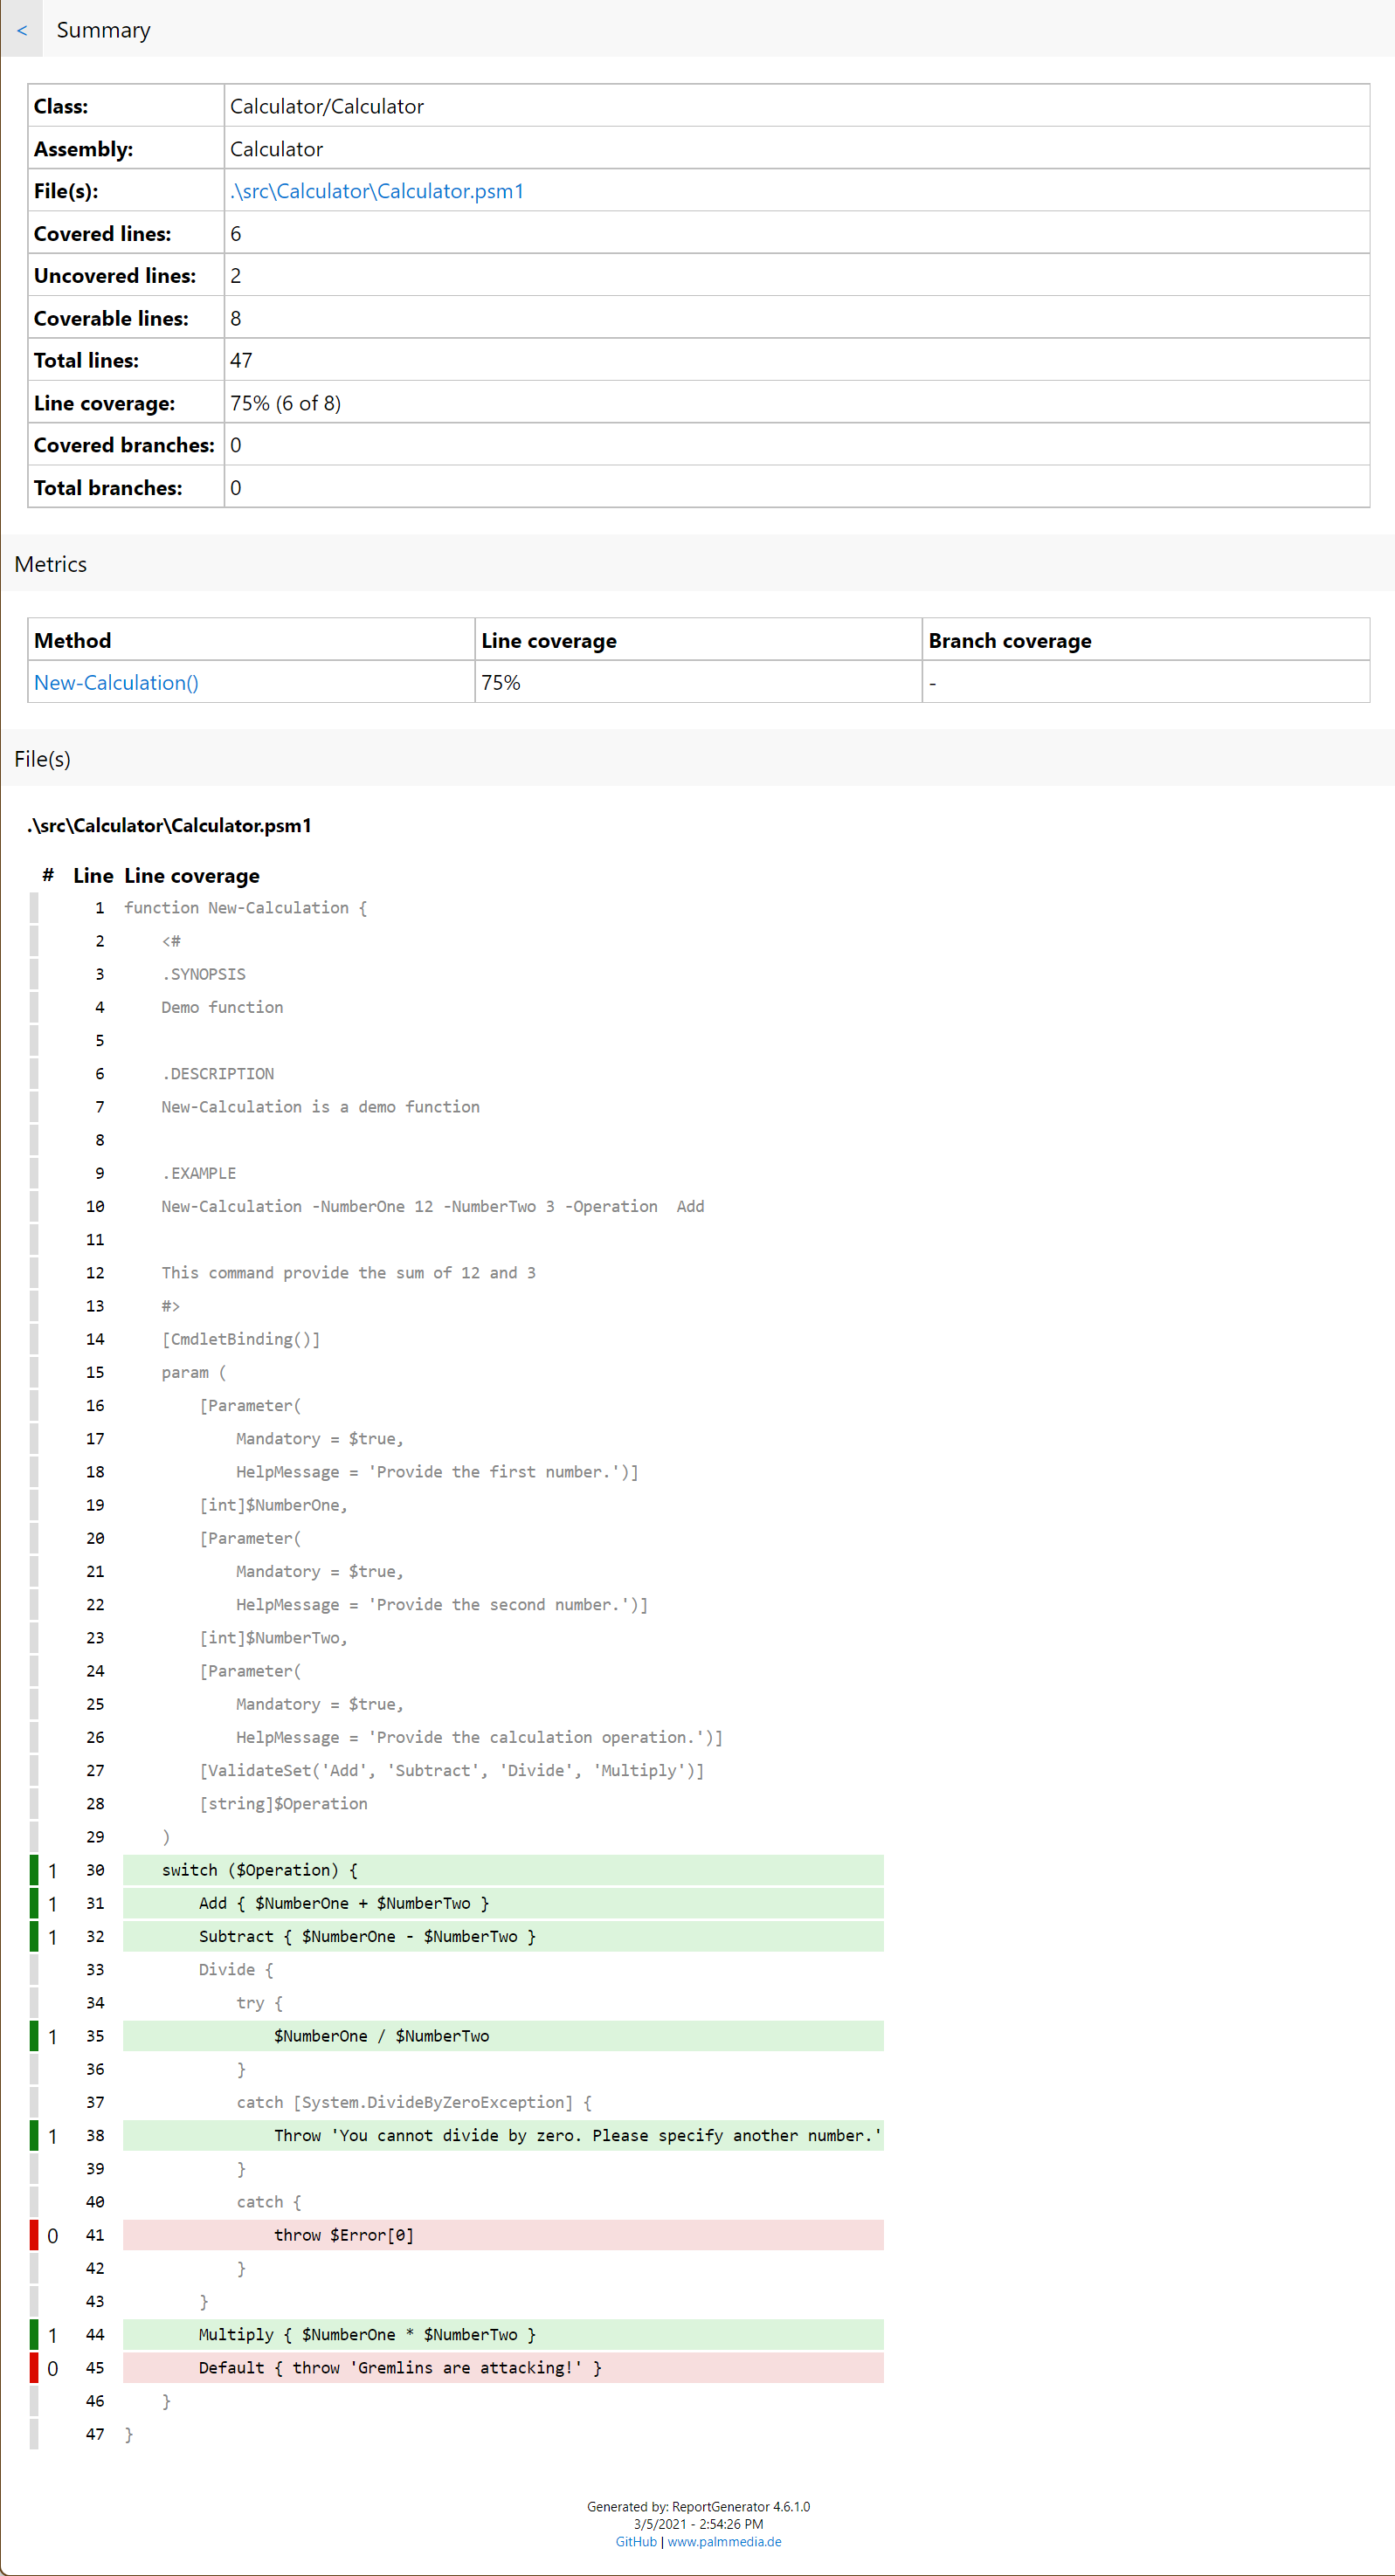 < Summary
Class: Calculator/Calculator
Assembly: Calculator
File(s): .\src\Calculator\Calculator.psm1
Covered lines: 6
Uncovered lines: 2
Coverable lines: 8
Total lines: 47
Line coverage: 75% (6 of 8)
Covered branches: 0
Total branches: 0
Metrics
Method Line coverage Branch coverage
New-Calculation() 75% -
File(s)
.\src\Calculator\Calculator.psm1
# Line Line coverage
1 function New-Calculation {
2     <#
3     .SYNOPSIS
4     Demo function
5
6     .DESCRIPTION
7     New-Calculation is a demo function
8
9     .EXAMPLE
10     New-Calculation -NumberOne 12 -NumberTwo 3 -Operation  Add
11
12     This command provide the sum of 12 and 3
13     #>
14     [CmdletBinding()]
15     param (
16         [Parameter(
17             Mandatory = $true,
18             HelpMessage = 'Provide the first number.')]
19         [int]$NumberOne,
20         [Parameter(
21             Mandatory = $true,
22             HelpMessage = 'Provide the second number.')]
23         [int]$NumberTwo,
24         [Parameter(
25             Mandatory = $true,
26             HelpMessage = 'Provide the calculation operation.')]
27         [ValidateSet('Add', 'Subtract', 'Divide', 'Multiply')]
28         [string]$Operation
29     )
1 30     switch ($Operation) {
1 31         Add { $NumberOne + $NumberTwo }
1 32         Subtract { $NumberOne - $NumberTwo }
33         Divide {
34             try {
1 35                 $NumberOne / $NumberTwo
36             }
37             catch [System.DivideByZeroException] {
1 38                 Throw 'You cannot divide by zero. Please specify another number.'
39             }
40             catch {
0 41                 throw $Error[0]
42             }
43         }
1 44         Multiply { $NumberOne * $NumberTwo }
0 45         Default { throw 'Gremlins are attacking!' }
46     }
47 }
Generated by: ReportGenerator 4.6.1.0
3/5/2021 - 2:54:26 PM
GitHub | www.palmmedia.de